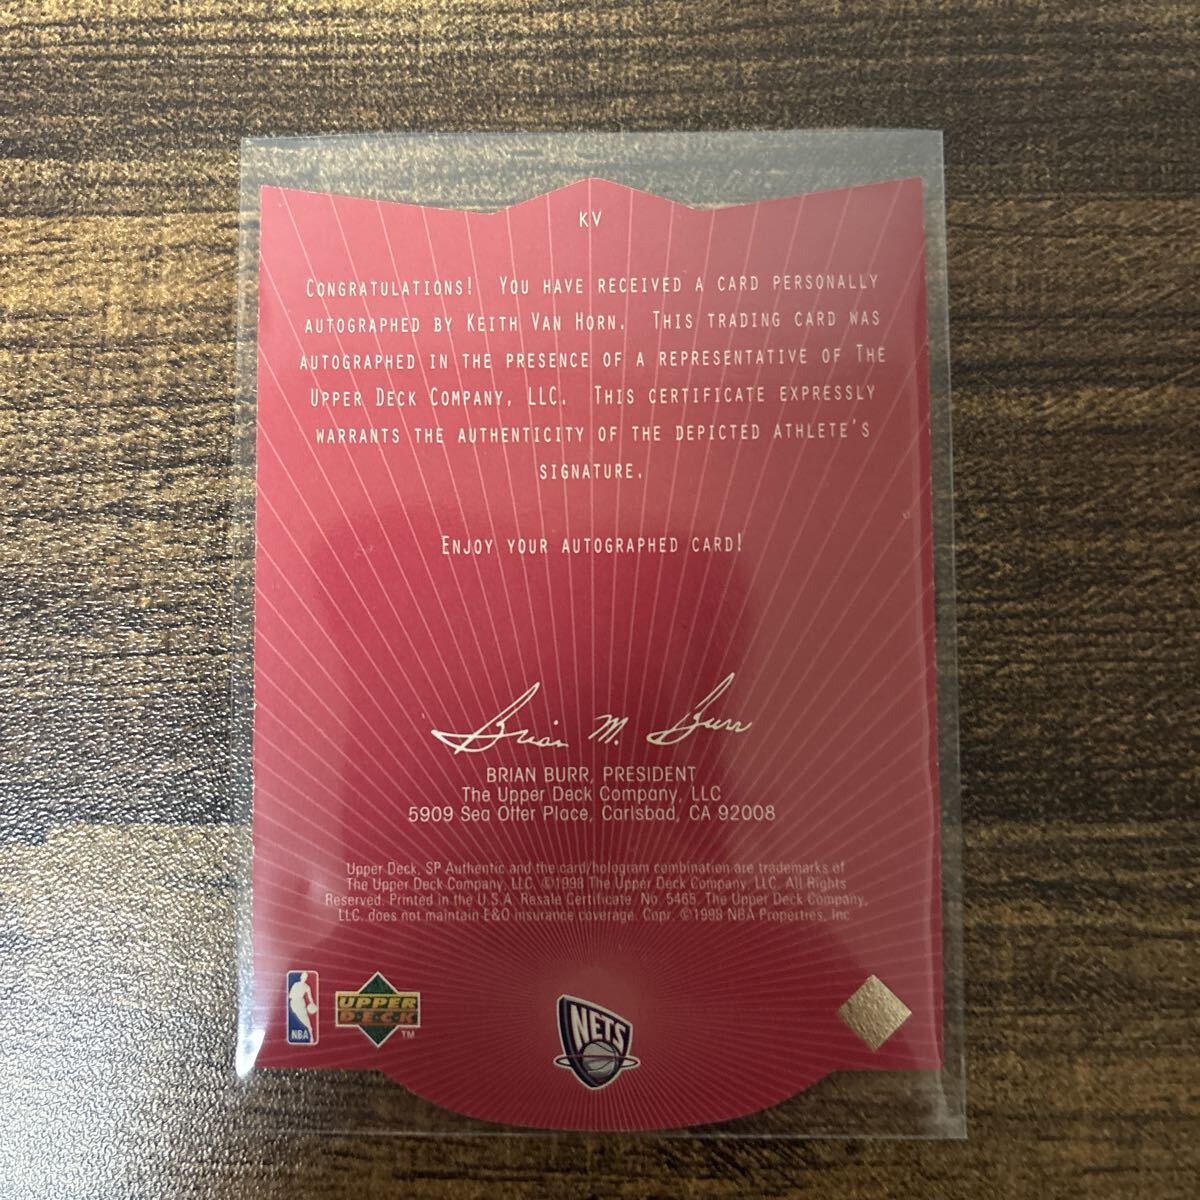 KV
Congratulations! You have received a card personally
autographed by Keith Van Horn. This trading card was
autographed in the presence of a representative of The
Upper Deck Company, LLC. This certificate expressly
warrants the authenticity of the depicted athlete's
signature.
Enjoy your autographed card!
Brian M. Burr
BRIAN BURR, PRESIDENT
The Upper Deck Company, LLC
5909 Sea Otter Place, Carlsbad, CA 92008
Upper Deck, SP Authentic and the card/hologram combination are trademarks of
The Upper Deck Company, LLC. ©1998 The Upper Deck Company, LLC. All Rights
Reserved. Printed in the U.S.A. Resale Certificate No. 5465. The Upper Deck Company,
LLC. does not maintain E&O insurance coverage. Copr. ©1998 NBA Properties, Inc
NBA
UPPER
DECK
TM
NETS